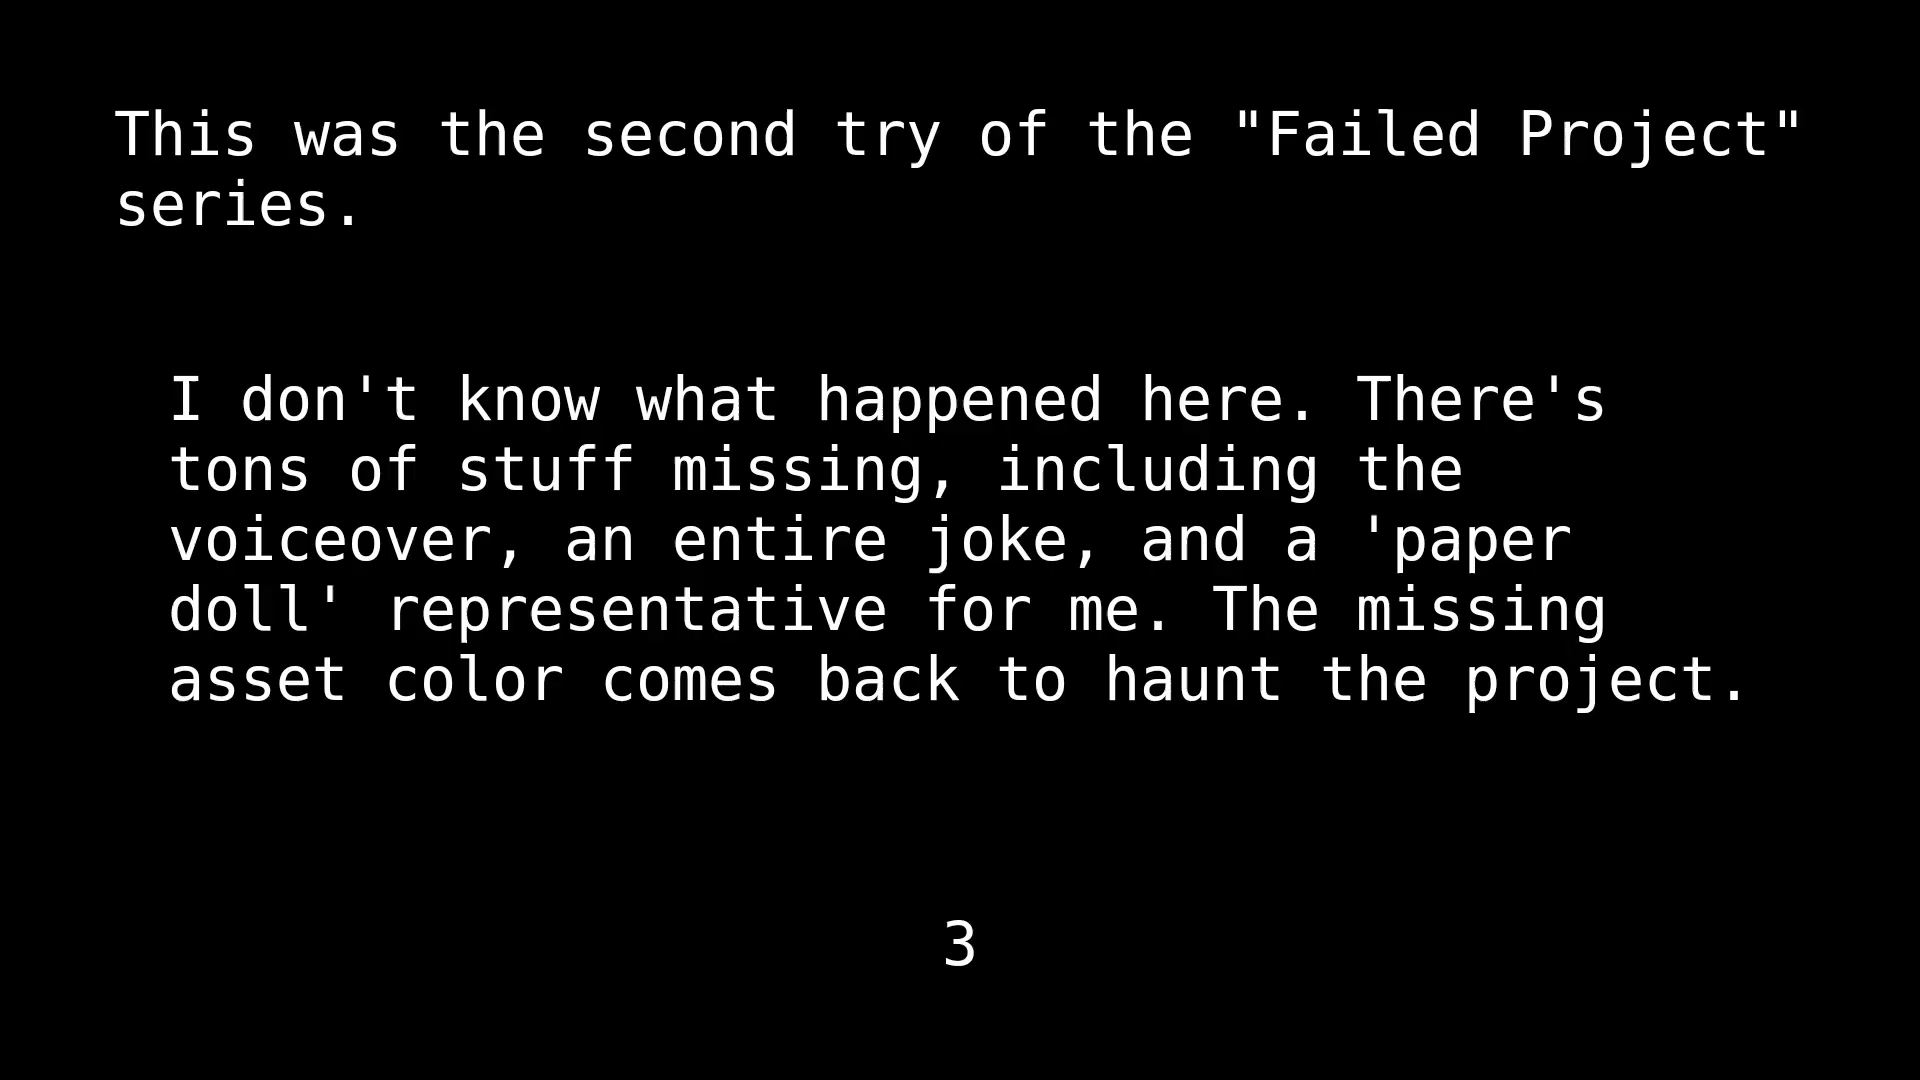 This was the second try of the "Failed Project"
series.
I don't know what happened here. There's
tons of stuff missing, including the
voiceover, an entire joke, and a 'paper
doll' representative for me. The missing
asset color comes back to haunt the project.
3